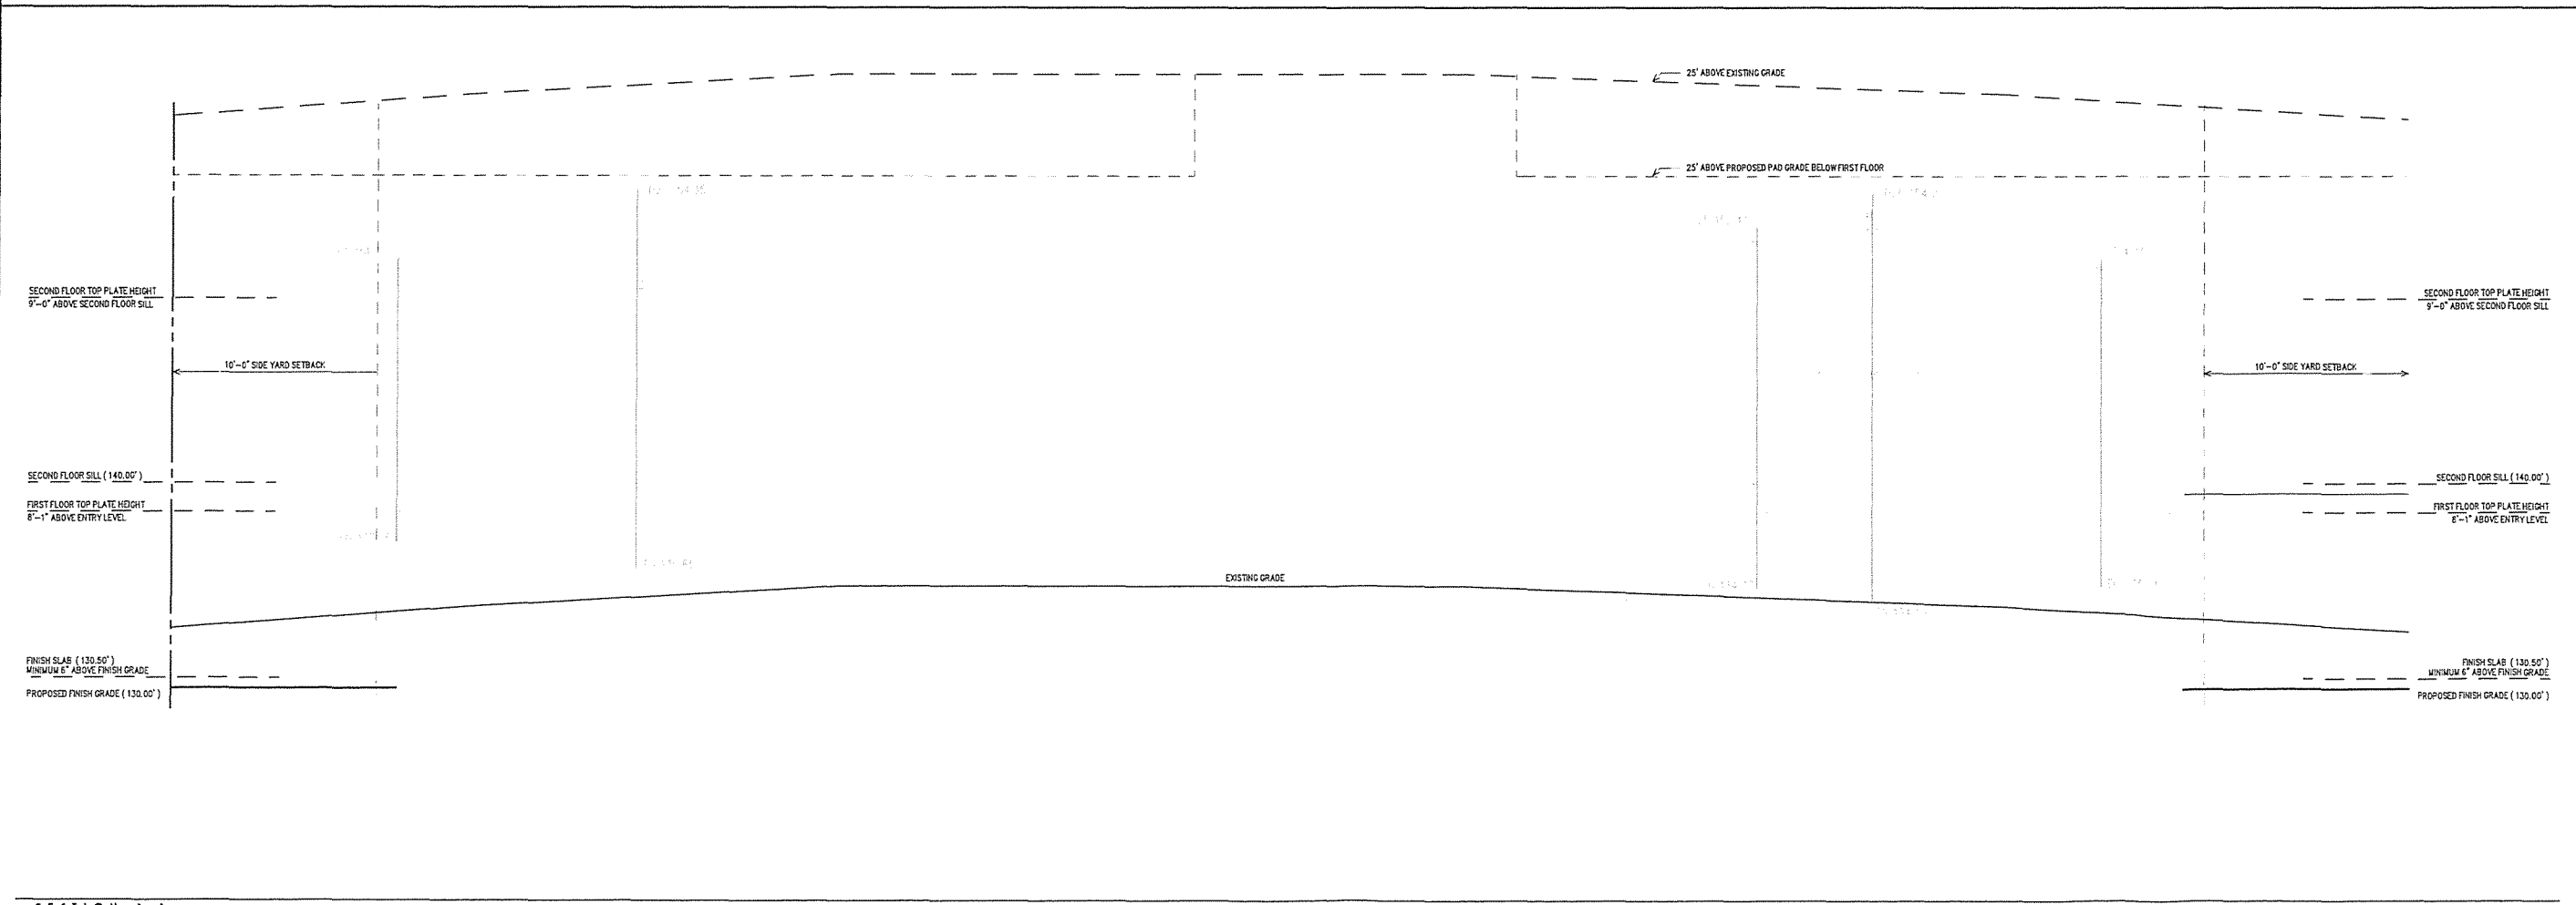 25' ABOVE EXISTING GRADE
25' ABOVE PROPOSED PAD GRADE BELOW FIRST FLOOR
SECOND FLOOR TOP PLATE HEIGHT
9'-0" ABOVE SECOND FLOOR SILL
SECOND FLOOR TOP PLATE HEIGHT
9'-0" ABOVE SECOND FLOOR SILL
10'-0" SIDE YARD SETBACK
10'-0" SIDE YARD SETBACK
SECOND FLOOR SILL (140.00')
FIRST FLOOR TOP PLATE HEIGHT
8'-1" ABOVE ENTRY LEVEL
SECOND FLOOR SILL (140.00')
FIRST FLOOR TOP PLATE HEIGHT
8'-1" ABOVE ENTRY LEVEL
EXISTING GRADE
FINISH SLAB (130.50')
MINIMUM 6" ABOVE FINISH GRADE
PROPOSED FINISH GRADE (130.00')
FINISH SLAB (130.50')
MINIMUM 6" ABOVE FINISH GRADE
PROPOSED FINISH GRADE (130.00')